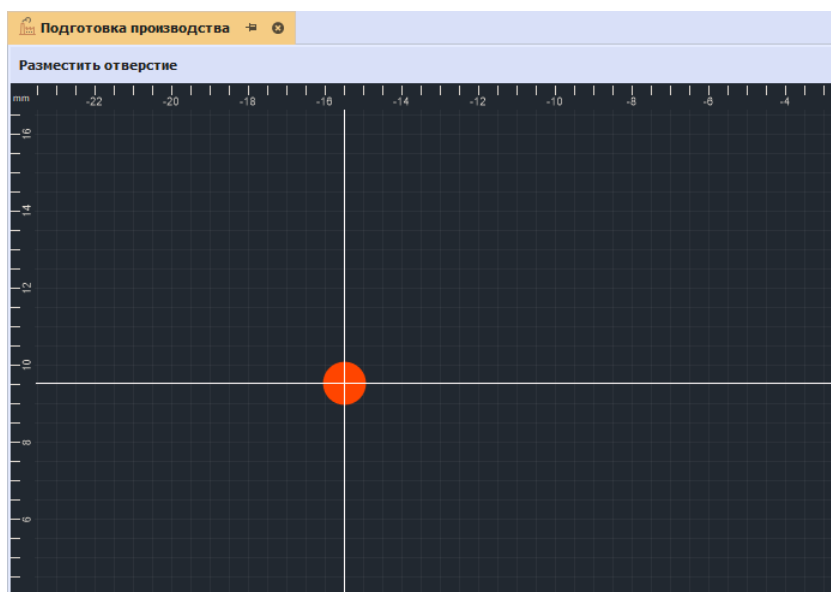 Подготовка производства
Разместить отверстие
mm -22 -20 -18 -16 -14 -12 -10 -8 -6 -4
16
14
12
10
8
6